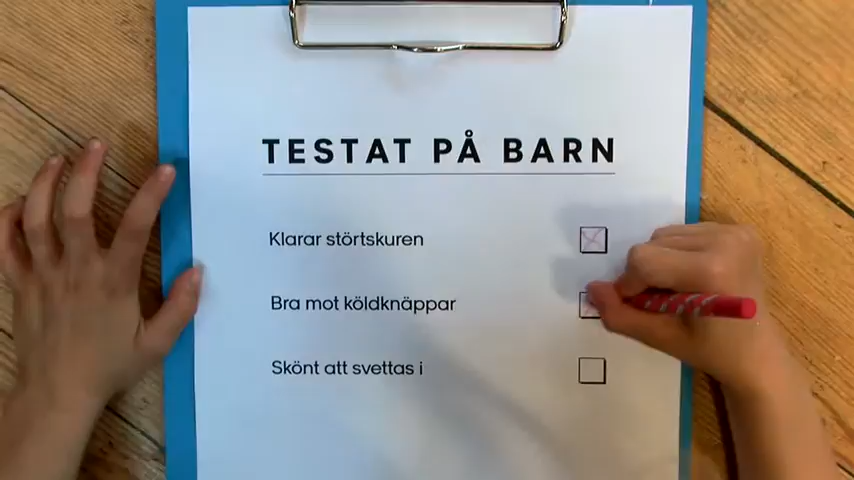 TESTAT PÅ BARN
Klarar störtskuren
Bra mot köldknäppar
Skönt att svettas i